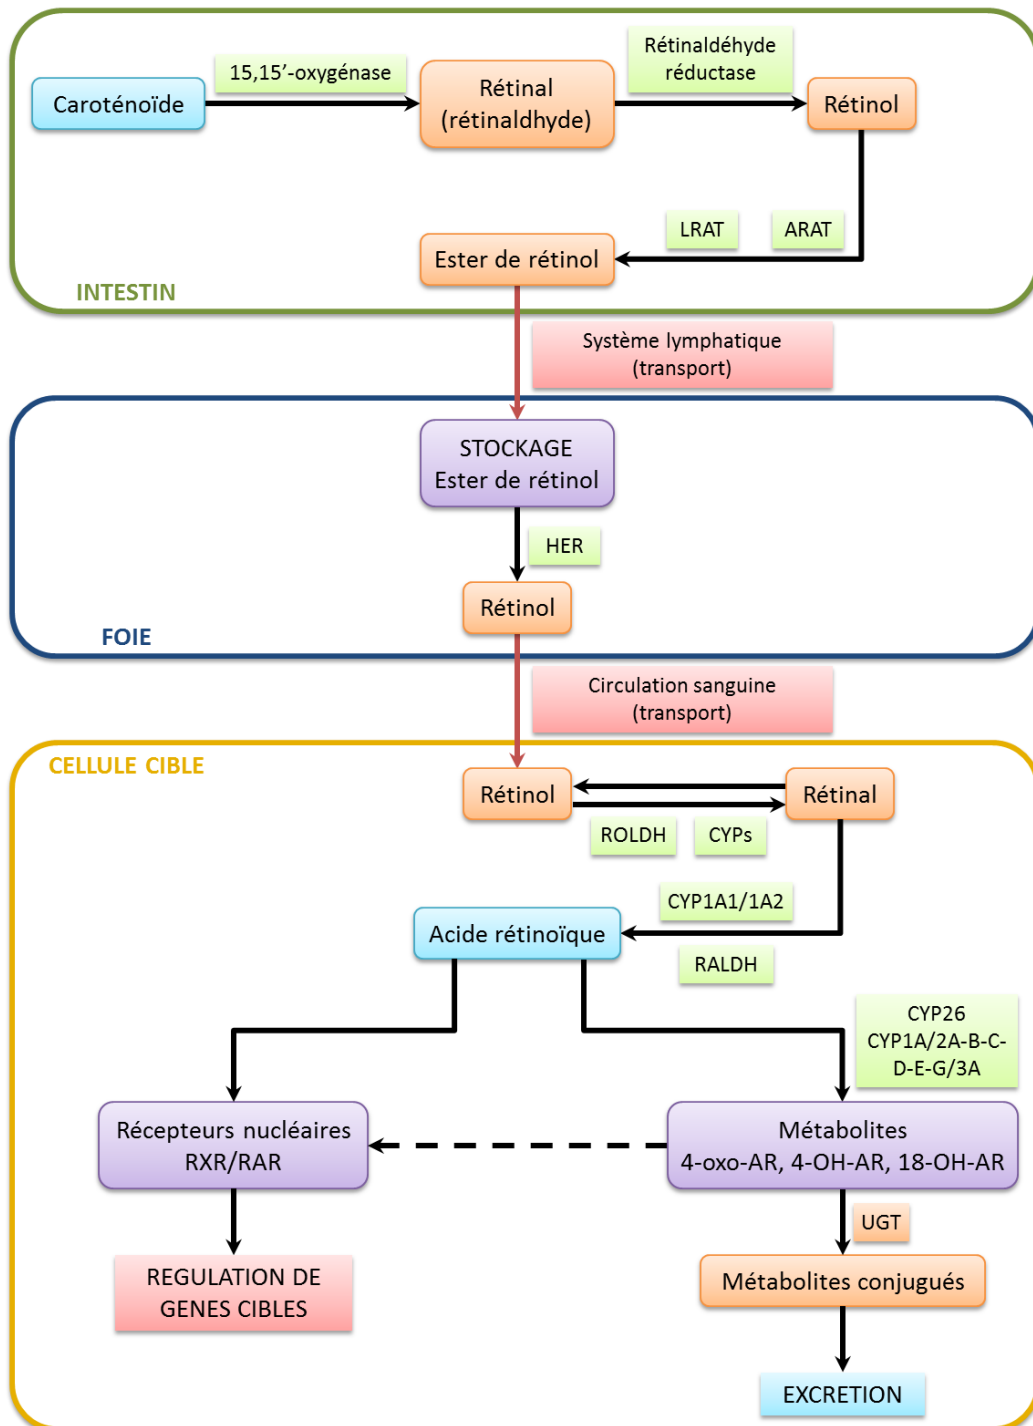 15,15’-oxygénase
Rétinaldéhyde
réductase
Caroténoïde
Rétinal
(rétinaldhyde)
Rétinol
LRAT
ARAT
Ester de rétinol
INTESTIN
Système lymphatique
(transport)
STOCKAGE
Ester de rétinol
HER
Rétinol
FOIE
Circulation sanguine
(transport)
CELLULE CIBLE
Rétinol
Rétinal
ROLDH
CYPs
CYP1A1/1A2
Acide rétinoïque
RALDH
CYP26
CYP1A/2A-B-C-
D-E-G/3A
Récepteurs nucléaires
RXR/RAR
Métabolites
4-oxo-AR, 4-OH-AR, 18-OH-AR
UGT
REGULATION DE
GENES CIBLES
Métabolites conjugués
EXCRETION